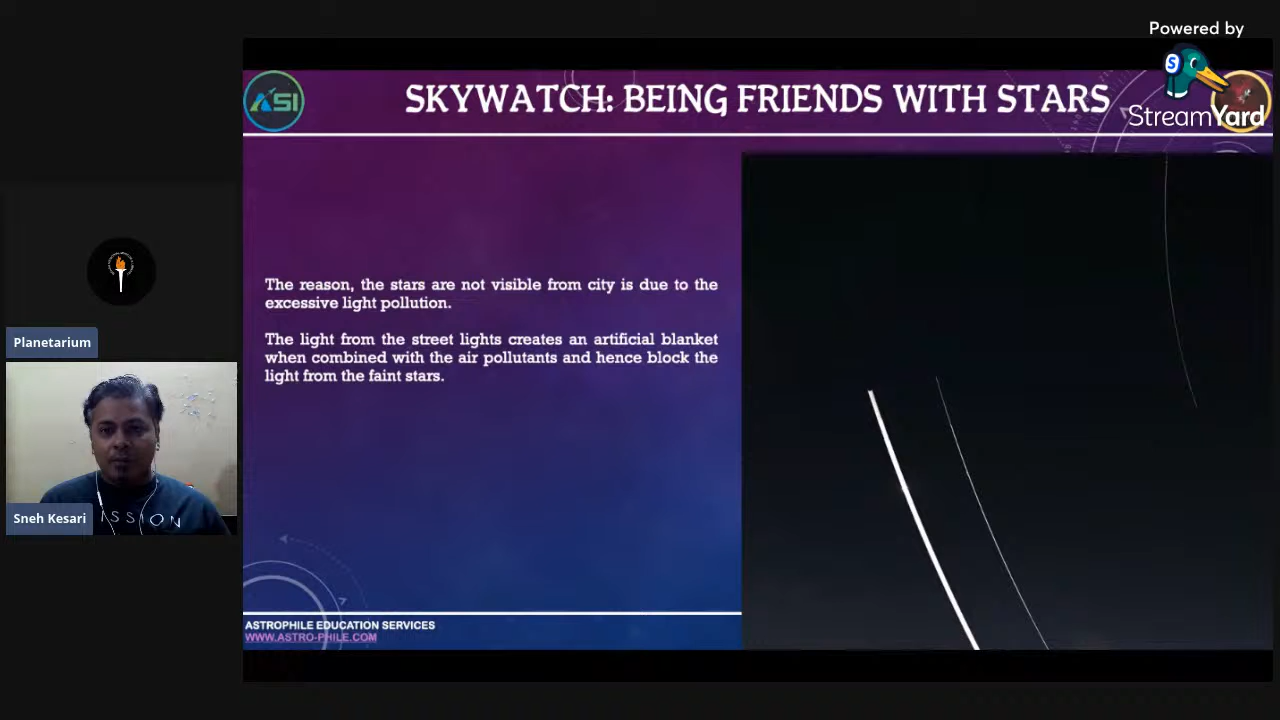 Powered by
StreamYard
ASI
SKYWATCH: BEING FRIENDS WITH STARS
The reason, the stars are not visible from city is due to the
excessive light pollution.
The light from the street lights creates an artificial blanket
when combined with the air pollutants and hence block the
light from the faint stars.
Planetarium
ISSION
Sneh Kesari
ASTROPHILE EDUCATION SERVICES
WWW.ASTRO-PHILE.COM